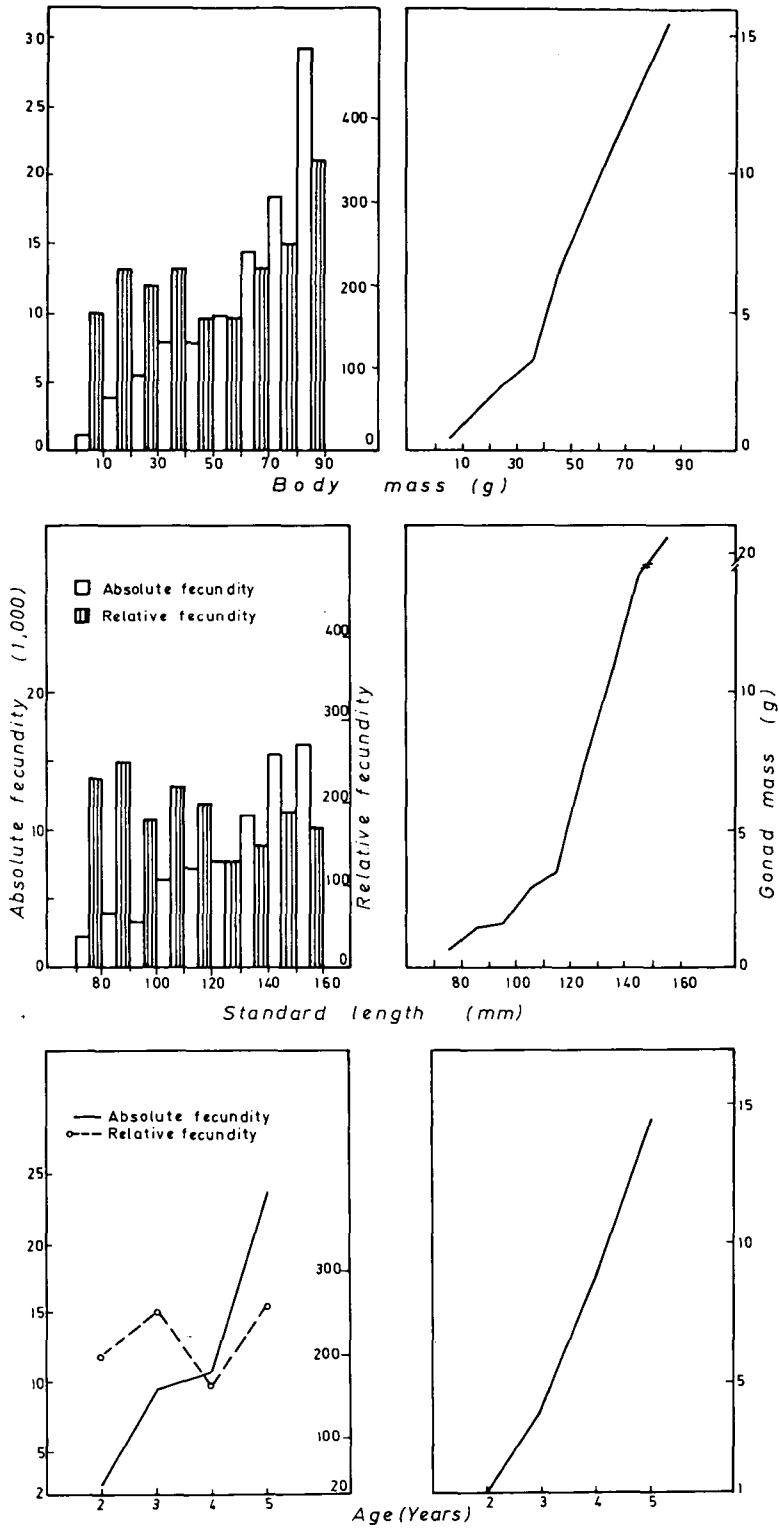 30
25
20
15
10
5
0
400
300
200
100
0
10 30 50 70 90
15
10
5
0
10 30 50 70 90
Body mass (g)
Absolute fecundity (1,000)
20
10
0
Absolute fecundity
Relative fecundity
400
300
200
100
0
Relative fecundity
80 100 120 140 160
20
10
5
0
Gonad mass (g)
80 100 120 140 160
Standard length (mm)
Absolute fecundity
Relative fecundity
25
20
15
10
5
2
300
200
100
20
2 3 4 5
15
10
5
1
2 3 4 5
Age (Years)